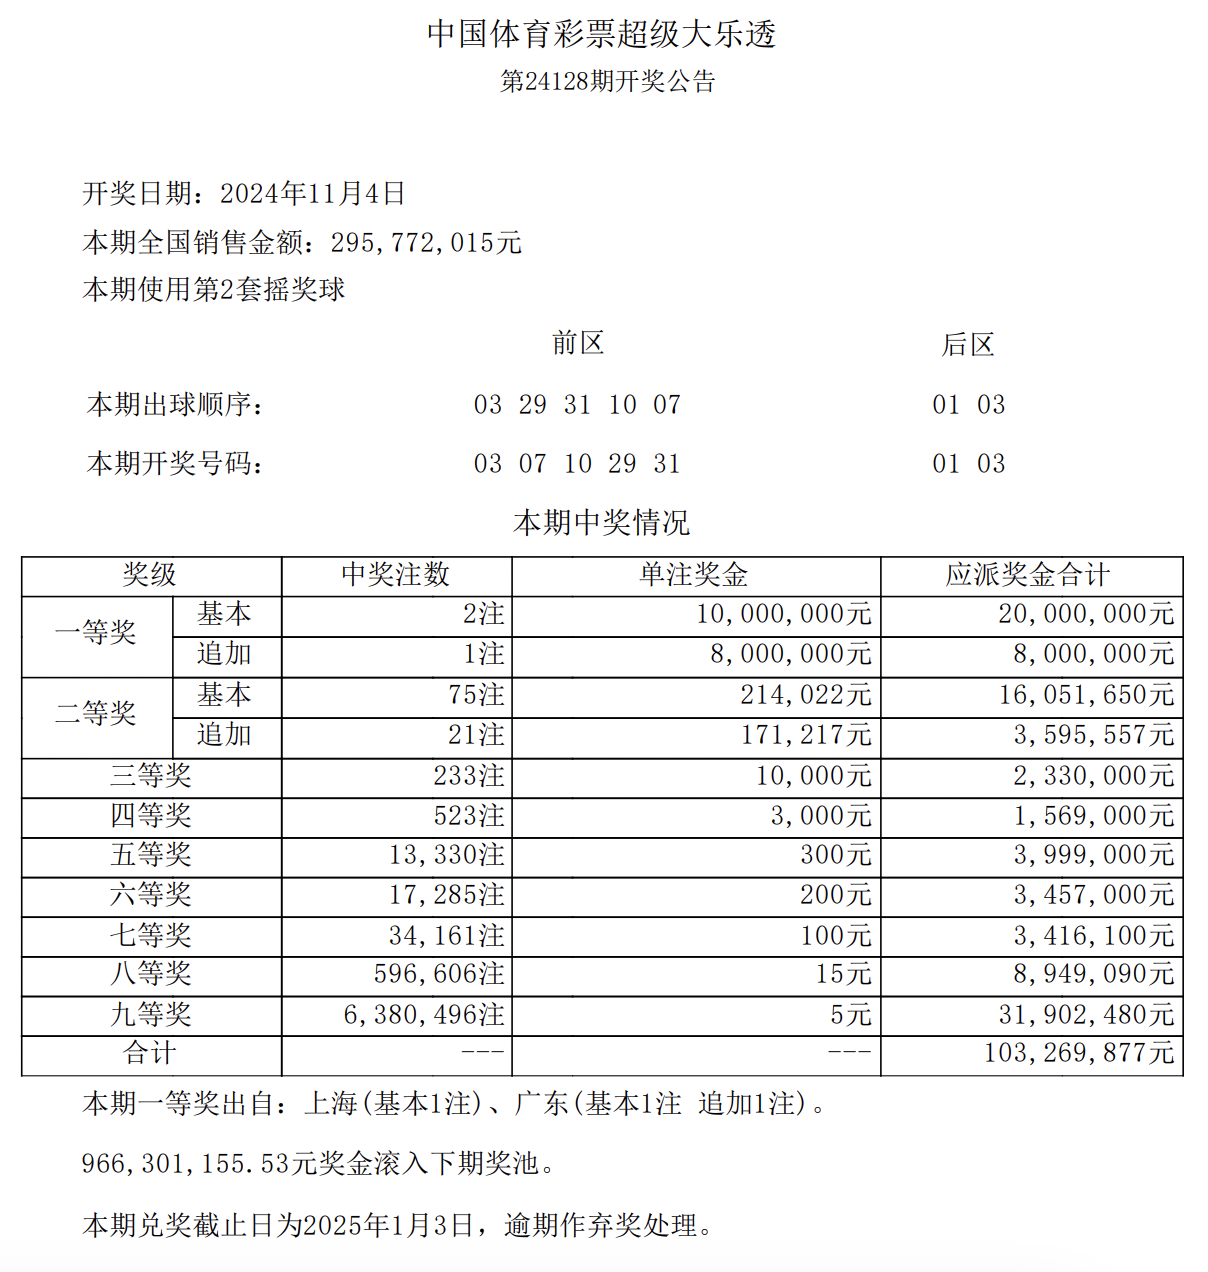 中国体育彩票超级大乐透
第24128期开奖公告
开奖日期：2024年11月4日
本期全国销售金额：295,772,015元
本期使用第2套摇奖球
前区 后区
本期出球顺序： 03 29 31 10 07 01 03
本期开奖号码： 03 07 10 29 31 01 03
本期中奖情况
奖级 中奖注数 单注奖金 应派奖金合计
一等奖 基本 2注 10,000,000元 20,000,000元
追加 1注 8,000,000元 8,000,000元
二等奖 基本 75注 214,022元 16,051,650元
追加 21注 171,217元 3,595,557元
三等奖 233注 10,000元 2,330,000元
四等奖 523注 3,000元 1,569,000元
五等奖 13,330注 300元 3,999,000元
六等奖 17,285注 200元 3,457,000元
七等奖 34,161注 100元 3,416,100元
八等奖 596,606注 15元 8,949,090元
九等奖 6,380,496注 5元 31,902,480元
合计 --- --- 103,269,877元
本期一等奖出自：上海(基本1注)、广东(基本1注 追加1注)。
966,301,155.53元奖金滚入下期奖池。
本期兑奖截止日为2025年1月3日，逾期作弃奖处理。